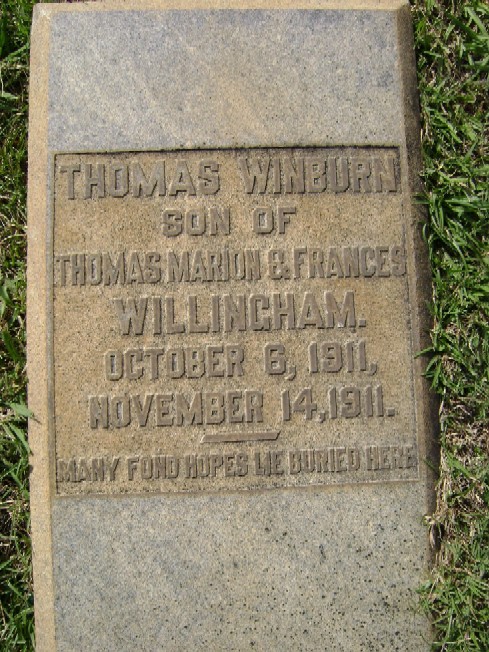 THOMAS WINBURN
SON OF
THOMAS MARION & FRANCES
WILLINGHAM.
OCTOBER 6, 1911,
NOVEMBER 14, 1911.
MANY FOND HOPES LIE BURIED HERE